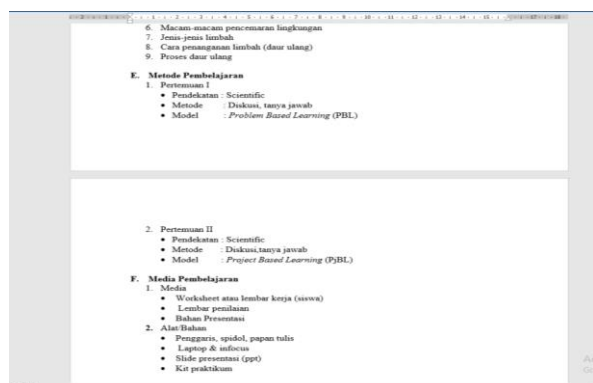 6. Macam-macam pencemaran lingkungan
7. Jenis-jenis limbah
8. Cara penanganan limbah (daur ulang)
9. Proses daur ulang
E. Metode Pembelajaran
1. Pertemuan I
• Pendekatan : Scientific
• Metode : Diskusi, tanya jawab
• Model : Problem Based Learning (PBL)
2. Pertemuan II
• Pendekatan : Scientific
• Metode : Diskusi,tanya jawab
• Model : Project Based Learning (PjBL)
F. Media Pembelajaran
1. Media
• Worksheet atau lembar kerja (siswa)
• Lembar penilaian
• Bahan Presentasi
2. Alat/Bahan
• Penggaris, spidol, papan tulis
• Laptop & infocus
• Slide presentasi (ppt)
• Kit praktikum